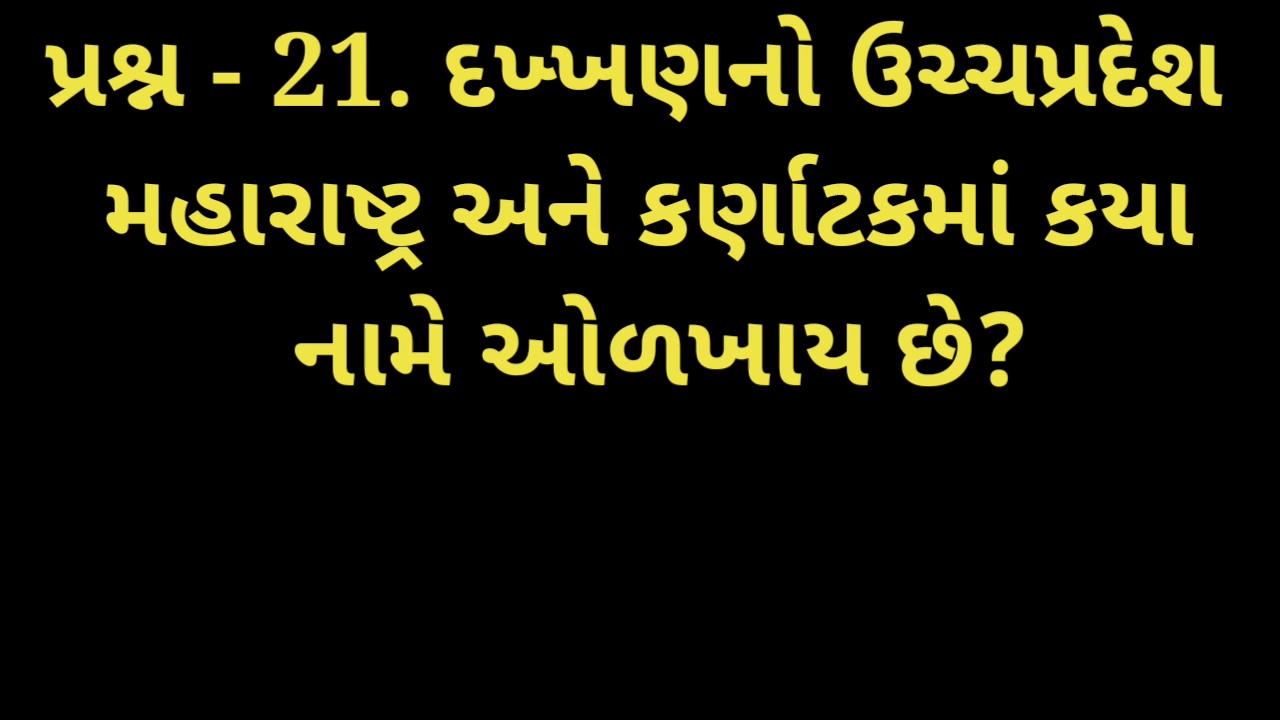 પ્રશ્ન - 21. દખ્ખણનો ઉચ્ચપ્રદેશ
મહારાષ્ટ્ર અને કર્ણાટકમાં કયા
નામે ઓળખાય છે?